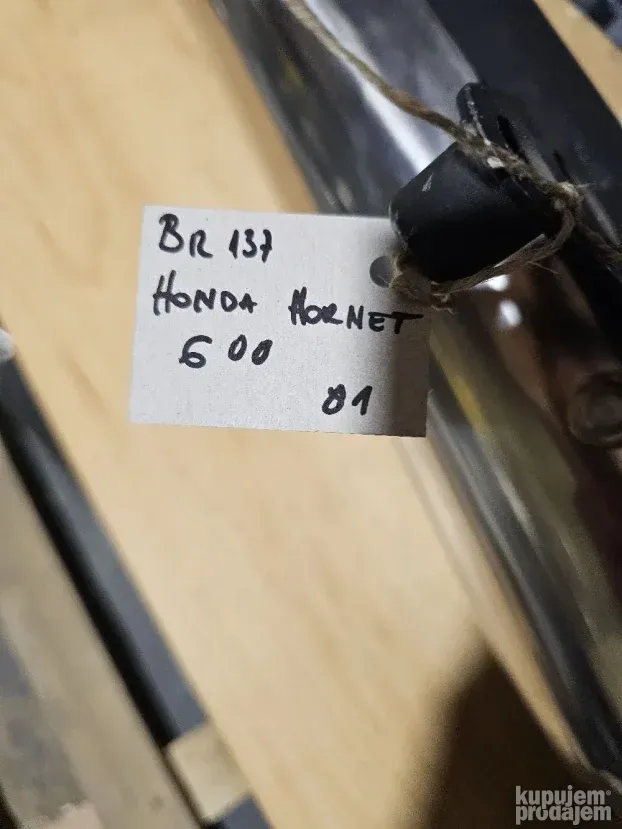 BR 137
HONDA HORNET
600
01
kupujem
prodajem